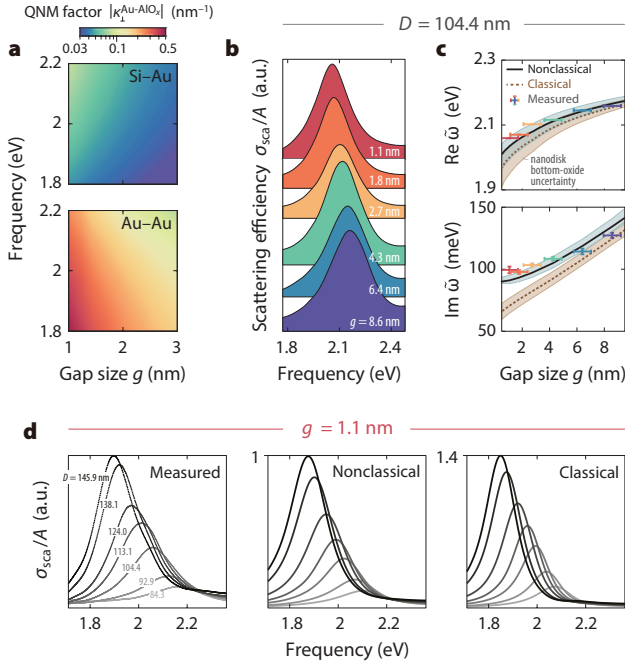 QNM factor |κ⊥^Au-AlOx| (nm⁻¹)
0.03 0.1 0.5
D = 104.4 nm
a
b
c
2.2
2
1.8
Si–Au
Frequency (eV)
2.2
2
1.8
Au–Au
1 2 3
Gap size g (nm)
Scattering efficiency σsca/A (a.u.)
1.1 nm
1.8 nm
2.7 nm
4.3 nm
6.4 nm
g = 8.6 nm
1.8 2.1 2.4
Frequency (eV)
Nonclassical
Classical
Measured
nanodisk
bottom-oxide
uncertainty
Re ω̃ (eV)
2.3
2.1
1.9
Im ω̃ (meV)
150
100
50
0 2 4 6 8
Gap size g (nm)
g = 1.1 nm
d
σsca/A (a.u.)
Measured
D = 145.9 nm
138.1
124.0
113.1
104.4
92.9
84.3
1.8 2 2.2
1
Nonclassical
1.8 2 2.2
1.4
Classical
1.8 2 2.2
Frequency (eV)